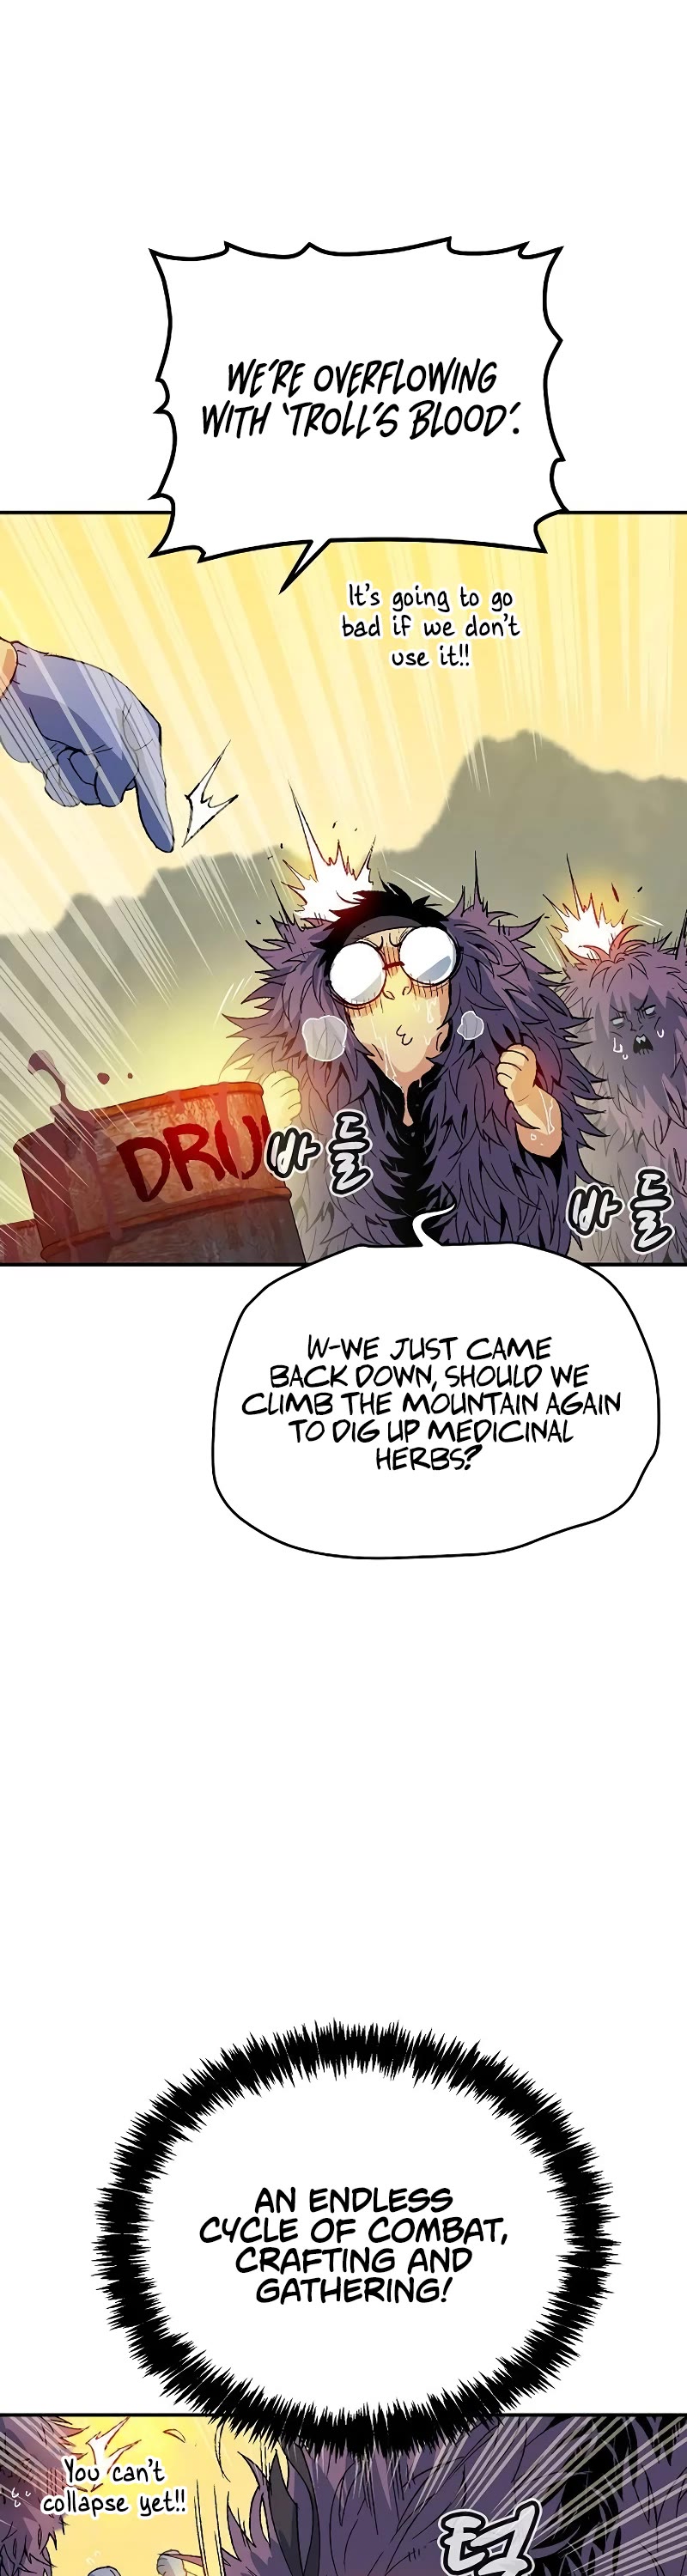 WE'RE OVERFLOWING
WITH 'TROLL'S BLOOD'.
It's going to go
bad if we don't
use it!!
DRU
바들
바들
W-WE JUST CAME
BACK DOWN, SHOULD WE
CLIMB THE MOUNTAIN AGAIN
TO DIG UP MEDICINAL
HERBS?
AN ENDLESS
CYCLE OF COMBAT,
CRAFTING AND
GATHERING!
You can't
collapse yet!!